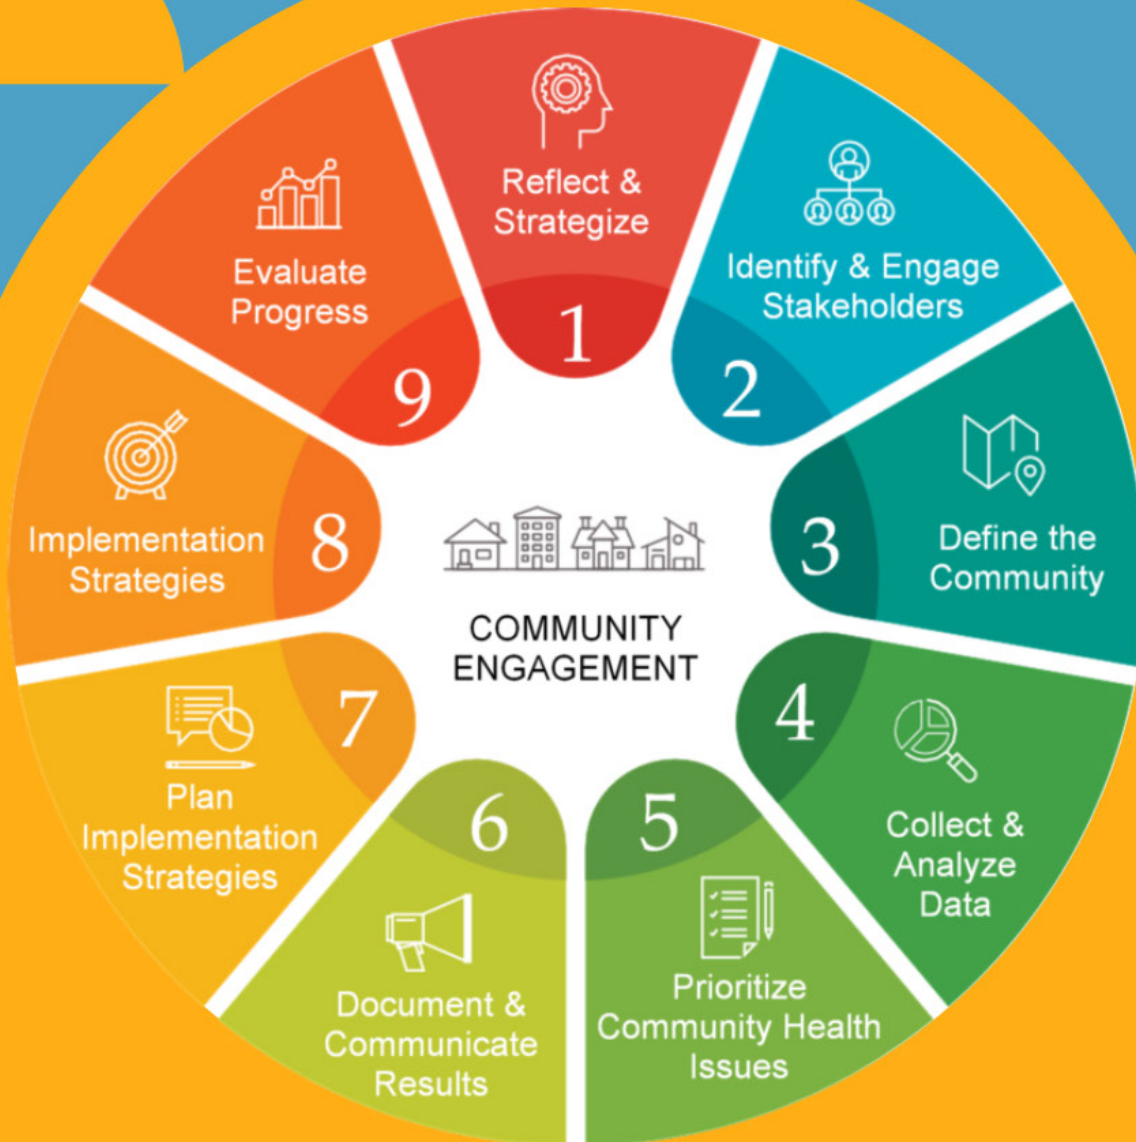 1
Reflect &
Strategize
2
Identify & Engage
Stakeholders
3
Define the
Community
4
Collect &
Analyze
Data
5
Prioritize
Community Health
Issues
6
Document &
Communicate
Results
7
Plan
Implementation
Strategies
8
Implementation
Strategies
9
Evaluate
Progress
COMMUNITY
ENGAGEMENT